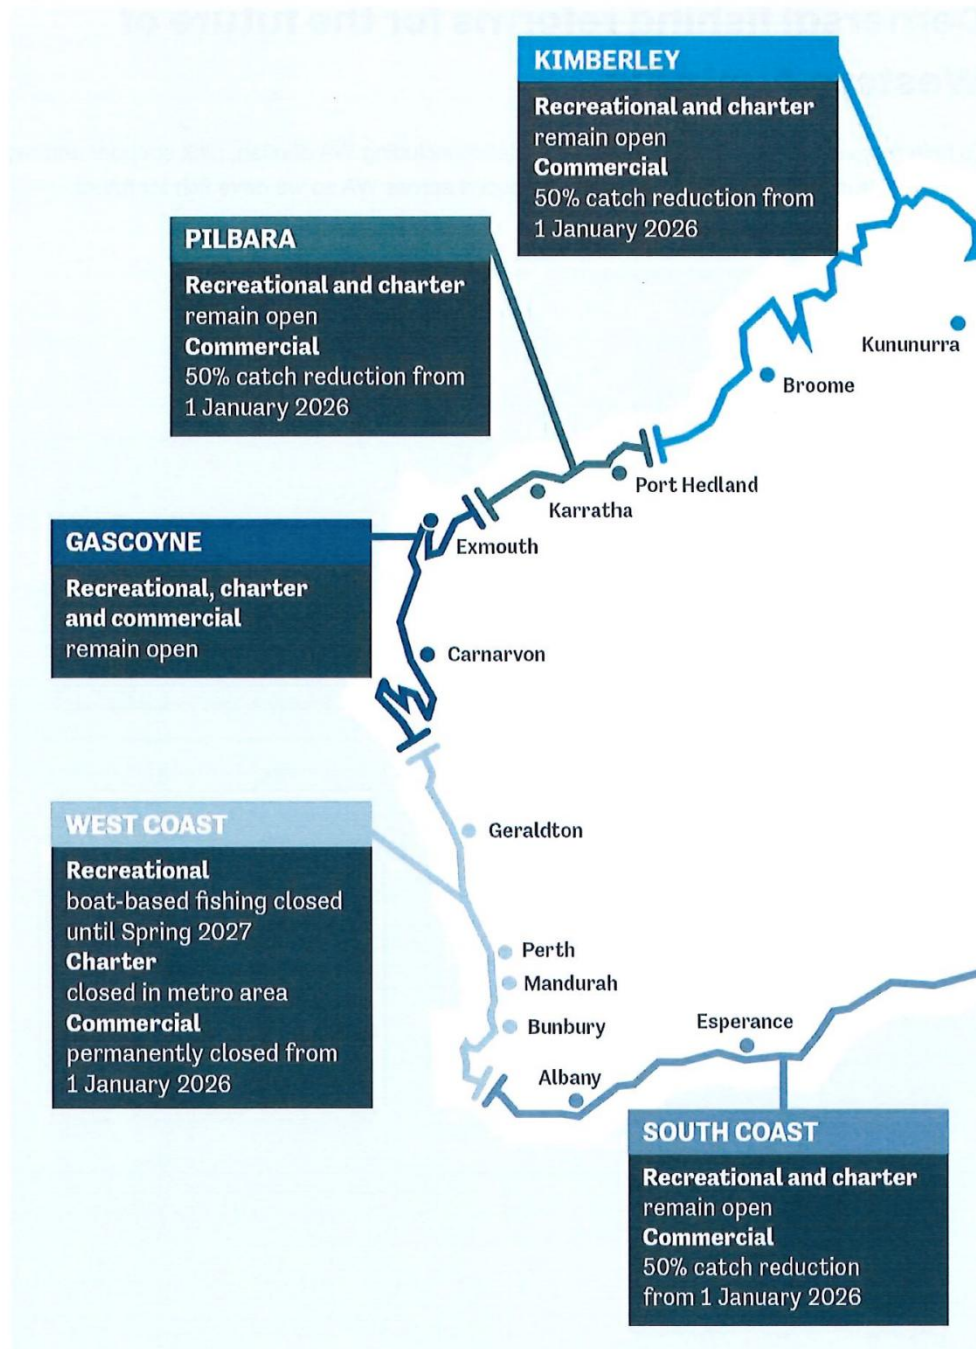 KIMBERLEY
Recreational and charter
remain open
Commercial
50% catch reduction from
1 January 2026
PILBARA
Recreational and charter
remain open
Commercial
50% catch reduction from
1 January 2026
Kununurra
Broome
Port Hedland
Karratha
Exmouth
GASCOYNE
Recreational, charter
and commercial
remain open
Carnarvon
WEST COAST
Recreational
boat-based fishing closed
until Spring 2027
Charter
closed in metro area
Commercial
permanently closed from
1 January 2026
Geraldton
Perth
Mandurah
Bunbury
Esperance
Albany
SOUTH COAST
Recreational and charter
remain open
Commercial
50% catch reduction
from 1 January 2026